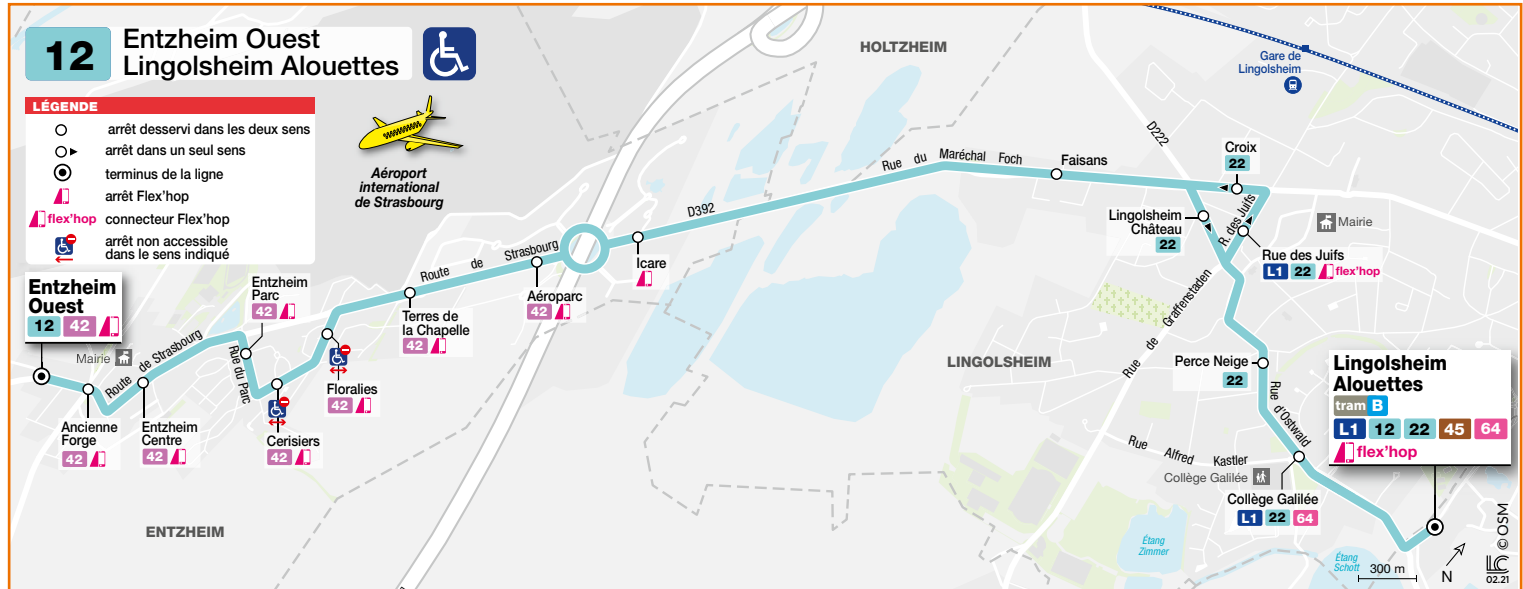 12
Entzheim Ouest
Lingolsheim Alouettes
LÉGENDE
arrêt desservi dans les deux sens
arrêt dans un seul sens
terminus de la ligne
arrêt Flex'hop
flex'hop connecteur Flex'hop
arrêt non accessible
dans le sens indiqué
Aéroport
international
de Strasbourg
HOLTZHEIM
Gare de
Lingolsheim
D222
Croix
22
Rue du Maréchal Foch
Faisans
D392
Lingolsheim
Château
22
R. des Juifs
Mairie
Rue des Juifs
L1 22 flex'hop
Route de Strasbourg
Icare
Aéroparc
42
Entzheim
Parc
42
Terres de
la Chapelle
42
Entzheim
Ouest
12 42
Mairie
Route de Strasbourg
Rue du Parc
Floralies
42
Ancienne
Forge
42
Entzheim
Centre
42
Cerisiers
42
ENTZHEIM
Rue de Graffenstaden
LINGOLSHEIM
Perce Neige
22
Rue d'Ostwald
Lingolsheim
Alouettes
tram B
L1 12 22 45 64
flex'hop
Rue Alfred Kastler
Collège Galilée
Collège Galilée
L1 22 64
Étang
Zimmer
Étang
Schott
300 m
N
© OSM
LC
02.21